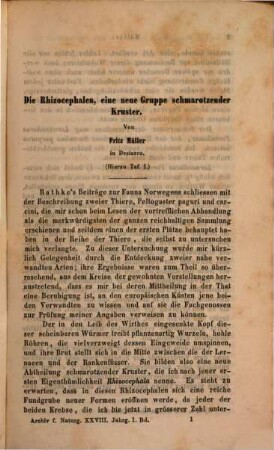 Die Rhizocephalen, eine neue Gruppe schmarotzender
Kruster.
Von
Fritz Müller
in Desterro.
(Hierzu Taf. I.)
Rathke's Beiträge zur Fauna Norwegens schliessen mit
der Beschreibung zweier Thiere, Peltogaster paguri und car-
cini, die mir schon beim Lesen der vortrefflichen Abhandlung
als die merkwürdigsten der ganzen reichhaltigen Sammlung
erschienen und seitdem einen der ersten Plätze behauptet haben
in der Reihe der Thiere, die selbst zu untersuchen
mich verlangte. Zu dieser Untersuchung wurde mir kürz-
lich Gelegenheit durch die Entdeckung zweier nahe ver-
wandten Arten; ihre Ergebnisse waren zum Theil so über-
raschend, aus dem Kreise der gewohnten Vorstellungen heraus-
tretend, dass es mir bei deren Mittheilung in der That
eine Beruhigung ist, an den europäischen Küsten jene bei-
den Verwandten zu wissen und auf sie die Fachgenossen
zur Prüfung meiner Angaben verweisen zu können.
Der in den Leib des Wirthes eingesenkte Kopf die-
ser scheinbaren Würmer treibt pflanzenartig Wurzeln, hohle
Röhren, die vielverzweigt dessen Eingeweide umspinnen,
und ihre Brut stellt sich in die Mitte zwischen die der Ler-
naeen und der Rankenfüsser. Sie bilden also eine neue
Abtheilung schmarotzender Kruster, die ich nach jener er-
sten Eigenthümlichkeit Rhizocephala nenne. Es steht zu
erwarten, dass in diesen Rhizocephalen sich eine reiche
Fundgrube neuer Formen eröffnen werde, da jeder der
beiden Krebse, die ich bis jetzt in grösserer Zahl unter-
Archiv f. Naturg. XXVIII. Jahrg. 1. Bd. 1